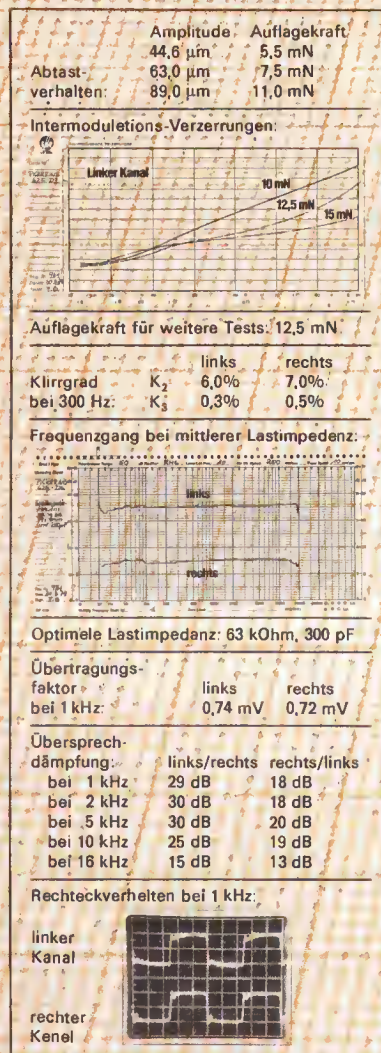 Amplitude Auflagekraft
44,6 µm 5,5 mN
Abtast- 63,0 µm 7,5 mN
verhalten: 89,0 µm 11,0 mN
Intermoduletions-Verzerrungen:
Linker Kanal
10 mN
12,5 mN
15 mN
Auflagekraft für weitere Tests: 12,5 mN
links rechts
Klirrgrad K₂ 6,0% 7,0%
bei 300 Hz: K₃ 0,3% 0,5%
Frequenzgang bei mittlerer Lastimpedenz:
links
rechts
Optimele Lastimpedanz: 63 kOhm, 300 pF
Übertragungs-
faktor links rechts
bei 1 kHz: 0,74 mV 0,72 mV
Übersprech-
dämpfung: links/rechts rechts/links
bei 1 kHz 29 dB 18 dB
bei 2 kHz 30 dB 18 dB
bei 5 kHz 30 dB 20 dB
bei 10 kHz 25 dB 19 dB
bei 16 kHz 15 dB 13 dB
Rechteckverhelten bei 1 kHz:
linker
Kanal
rechter
Kenel